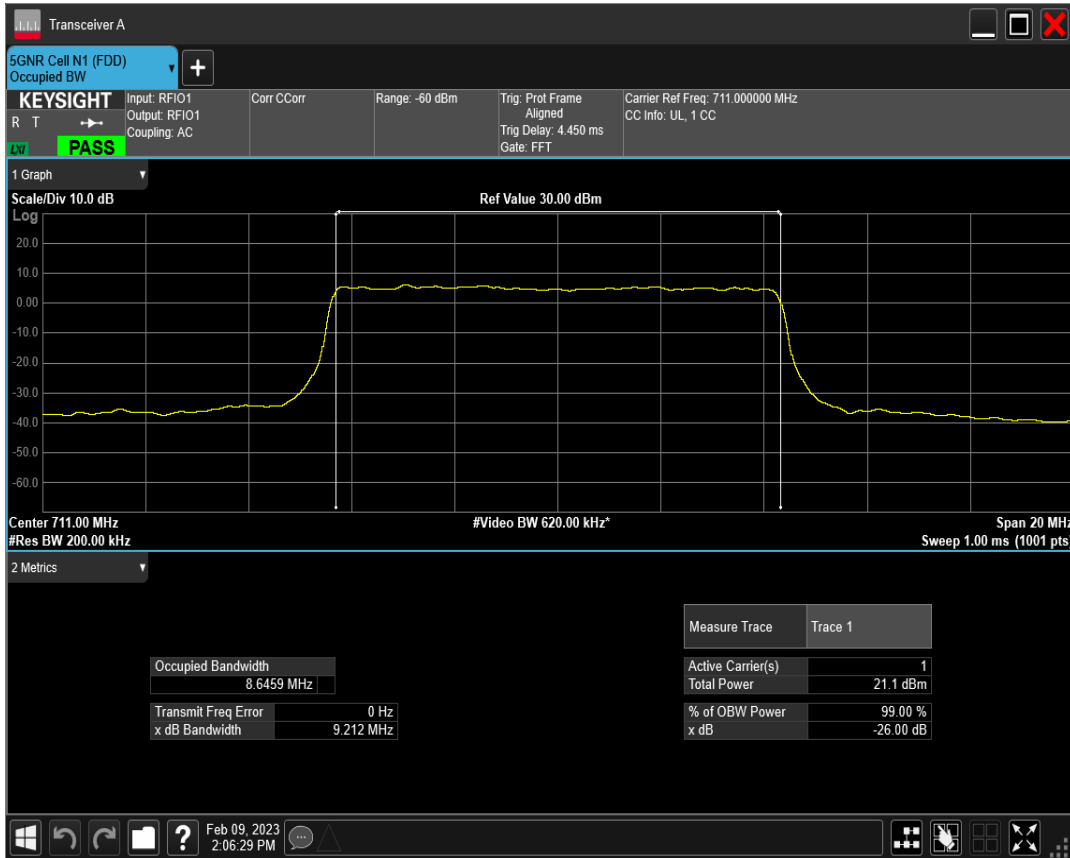 Transceiver A
5GNR Cell N1 (FDD)
Occupied BW
+
KEYSIGHT
R T
LXI
PASS
Input: RFIO1
Output: RFIO1
Coupling: AC
Corr CCorr
Range: -60 dBm
Trig: Prot Frame
Aligned
Trig Delay: 4.450 ms
Gate: FFT
Carrier Ref Freq: 711.000000 MHz
CC Info: UL, 1 CC
1 Graph
Scale/Div 10.0 dB
Ref Value 30.00 dBm
Log
20.0
10.0
0.00
-10.0
-20.0
-30.0
-40.0
-50.0
-60.0
Center 711.00 MHz
#Video BW 620.00 kHz*
Span 20 MHz
#Res BW 200.00 kHz
Sweep 1.00 ms (1001 pts)
2 Metrics
Measure Trace Trace 1
Occupied Bandwidth
8.6459 MHz
Transmit Freq Error 0 Hz
x dB Bandwidth 9.212 MHz
Active Carrier(s) 1
Total Power 21.1 dBm
% of OBW Power 99.00 %
x dB -26.00 dB
?
Feb 09, 2023
2:06:29 PM